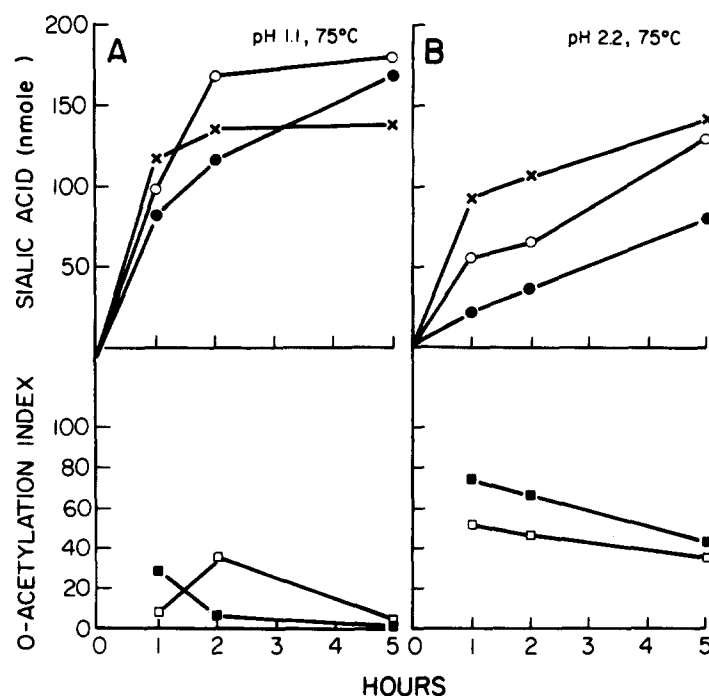 A
pH 1.1, 75°C
B
pH 2.2, 75°C
SIALIC ACID (nmole)
200
150
100
50
O-ACETYLATION INDEX
100
80
60
40
20
0
0 1 2 3 4 5
0 1 2 3 4 5
HOURS